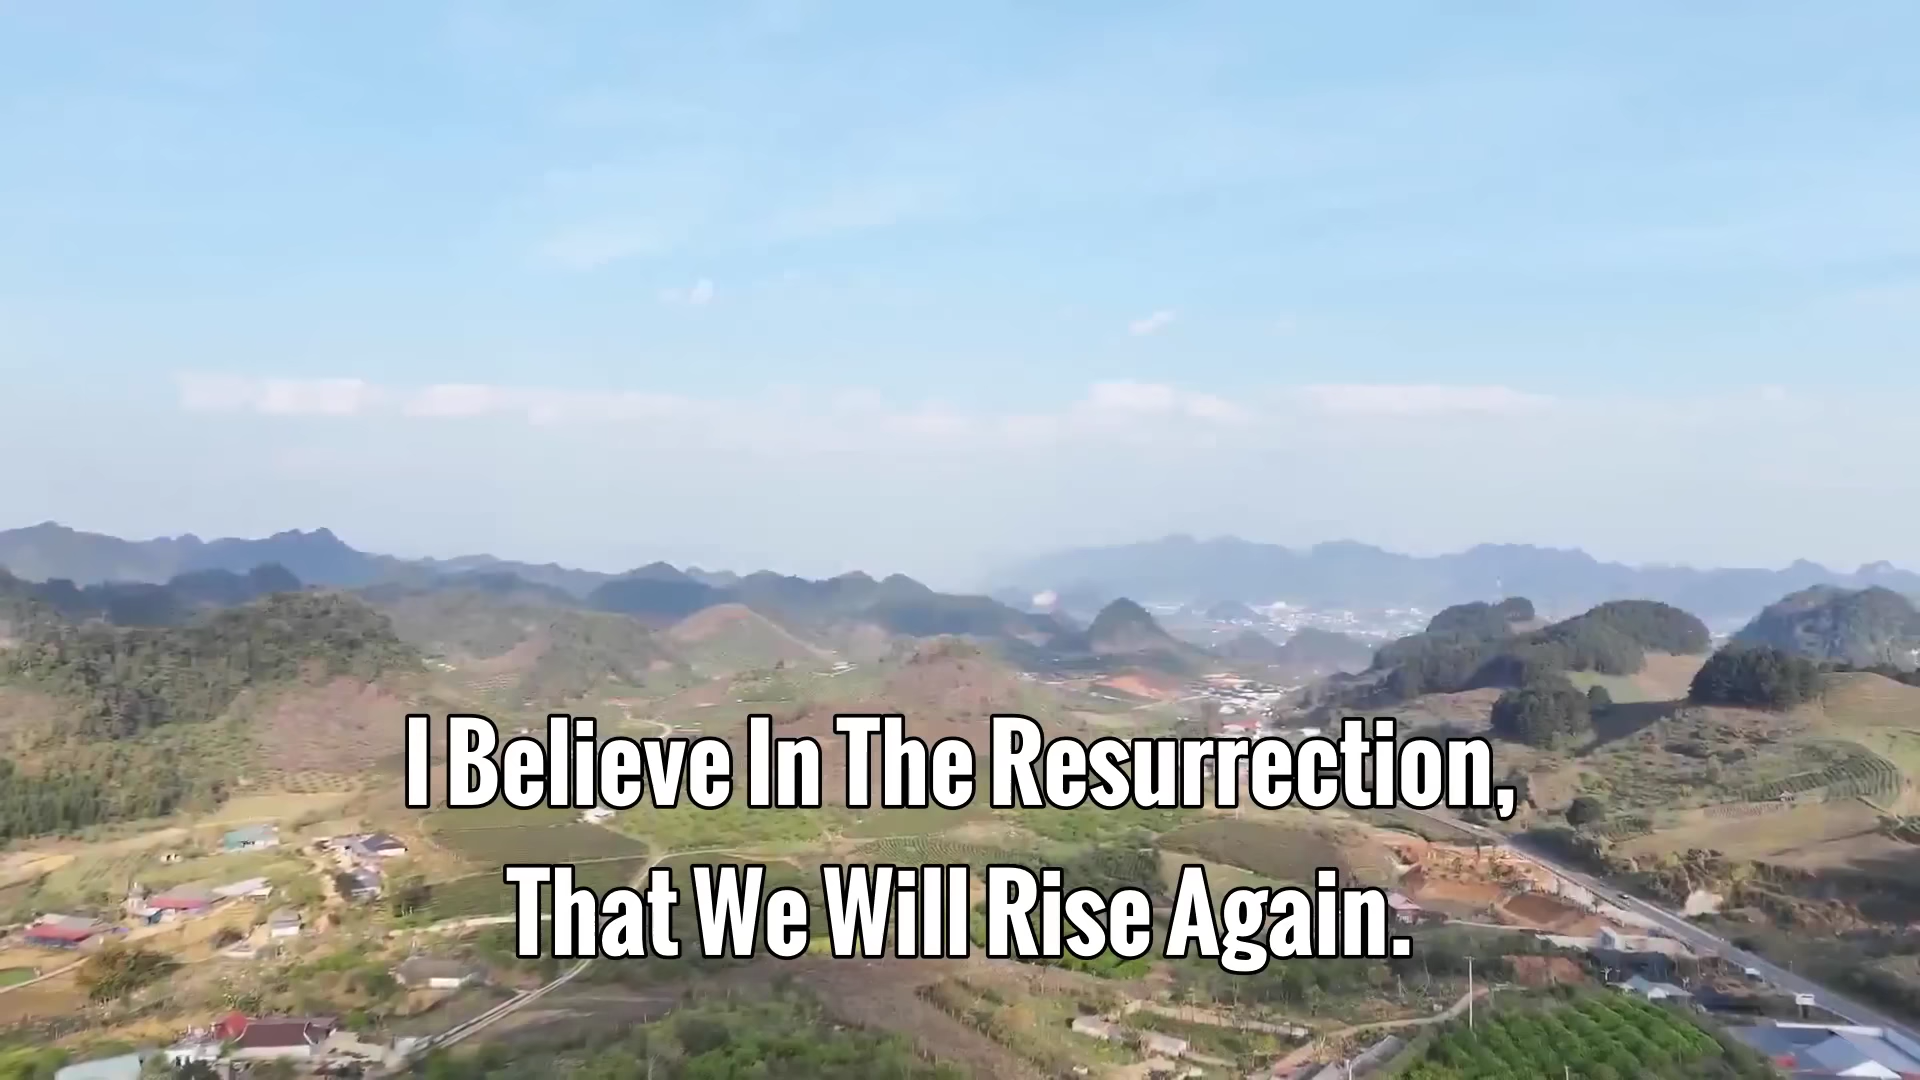 I Believe In The Resurrection,
That We Will Rise Again.